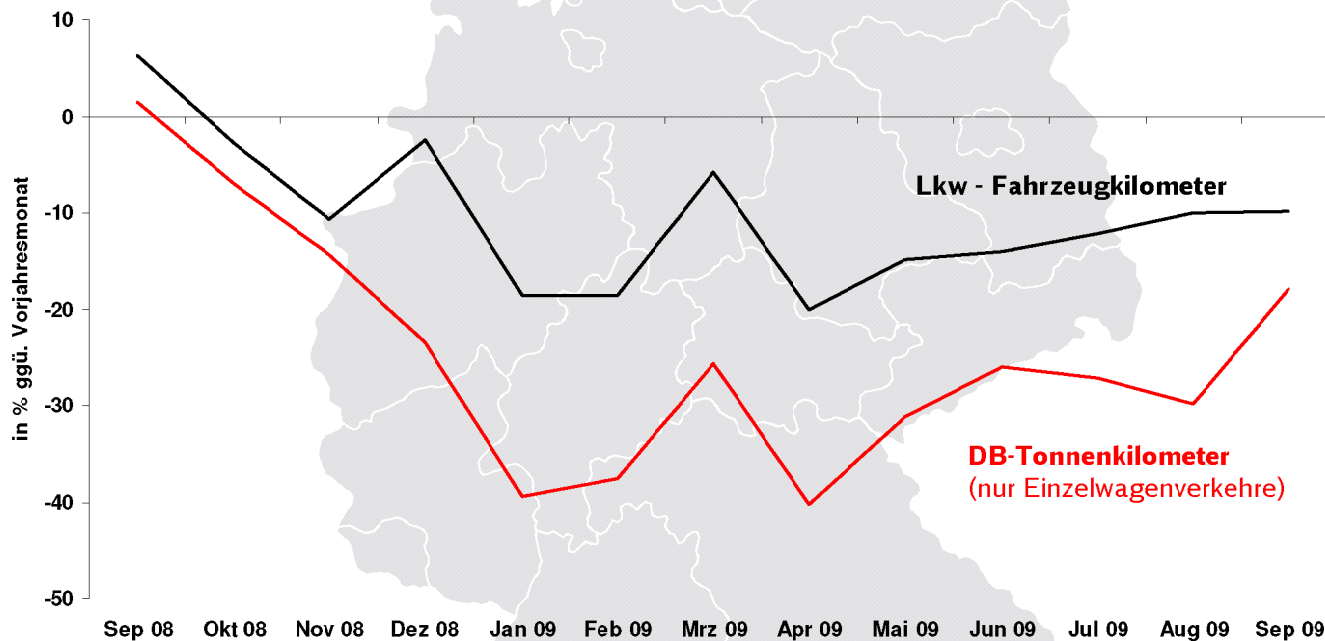 10
0
-10
-20
-30
-40
-50
in % ggü. Vorjahresmonat
Lkw - Fahrzeugkilometer
DB-Tonnenkilometer
(nur Einzelwagenverkehre)
Sep 08 Okt 08 Nov 08 Dez 08 Jan 09 Feb 09 Mrz 09 Apr 09 Mai 09 Jun 09 Jul 09 Aug 09 Sep 09